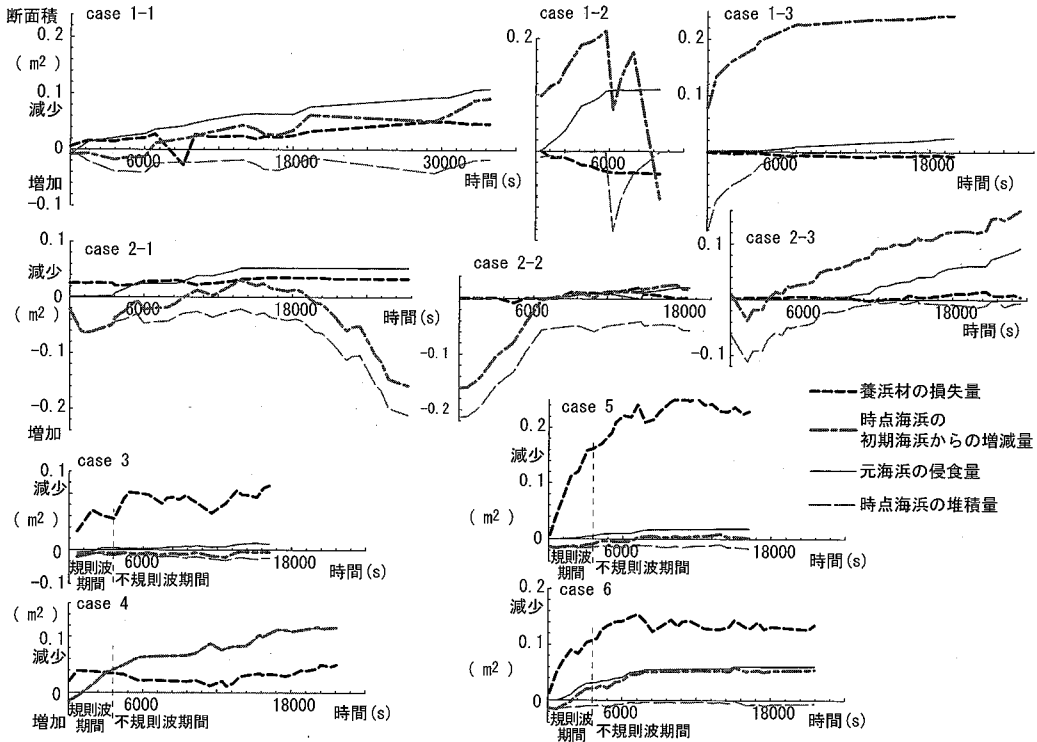 断面積
case 1-1
0.2
( m² )
0.1
減少
0
6000
18000
30000
時間(s)
増加
-0.1
case 1-2
0.2
6000
時間(s)
case 1-3
0.2
0.1
6000
18000
時間(s)
case 2-1
0.1
減少
0
( m² )
6000
18000
時間(s)
-0.1
-0.2
増加
case 2-2
0
6000
18000
時間(s)
-0.1
-0.2
case 2-3
0.1
0
6000
18000
時間(s)
-0.1
養浜材の損失量
時点海浜の
初期海浜からの増減量
元海浜の侵食量
時点海浜の堆積量
case 3
0.1
減少
( m² )
0
6000
18000
規則波
期間
不規則波期間
時間(s)
-0.1
case 4
( m² )
0.1
減少
0
6000
18000
規則波
期間
不規則波期間
時間(s)
増加
case 5
0.2
減少
0.1
( m² )
0
6000
18000
規則波
期間
不規則波期間
時間(s)
case 6
0.2
減少
0.1
( m² )
0
6000
18000
規則波
期間
不規則波期間
時間(s)